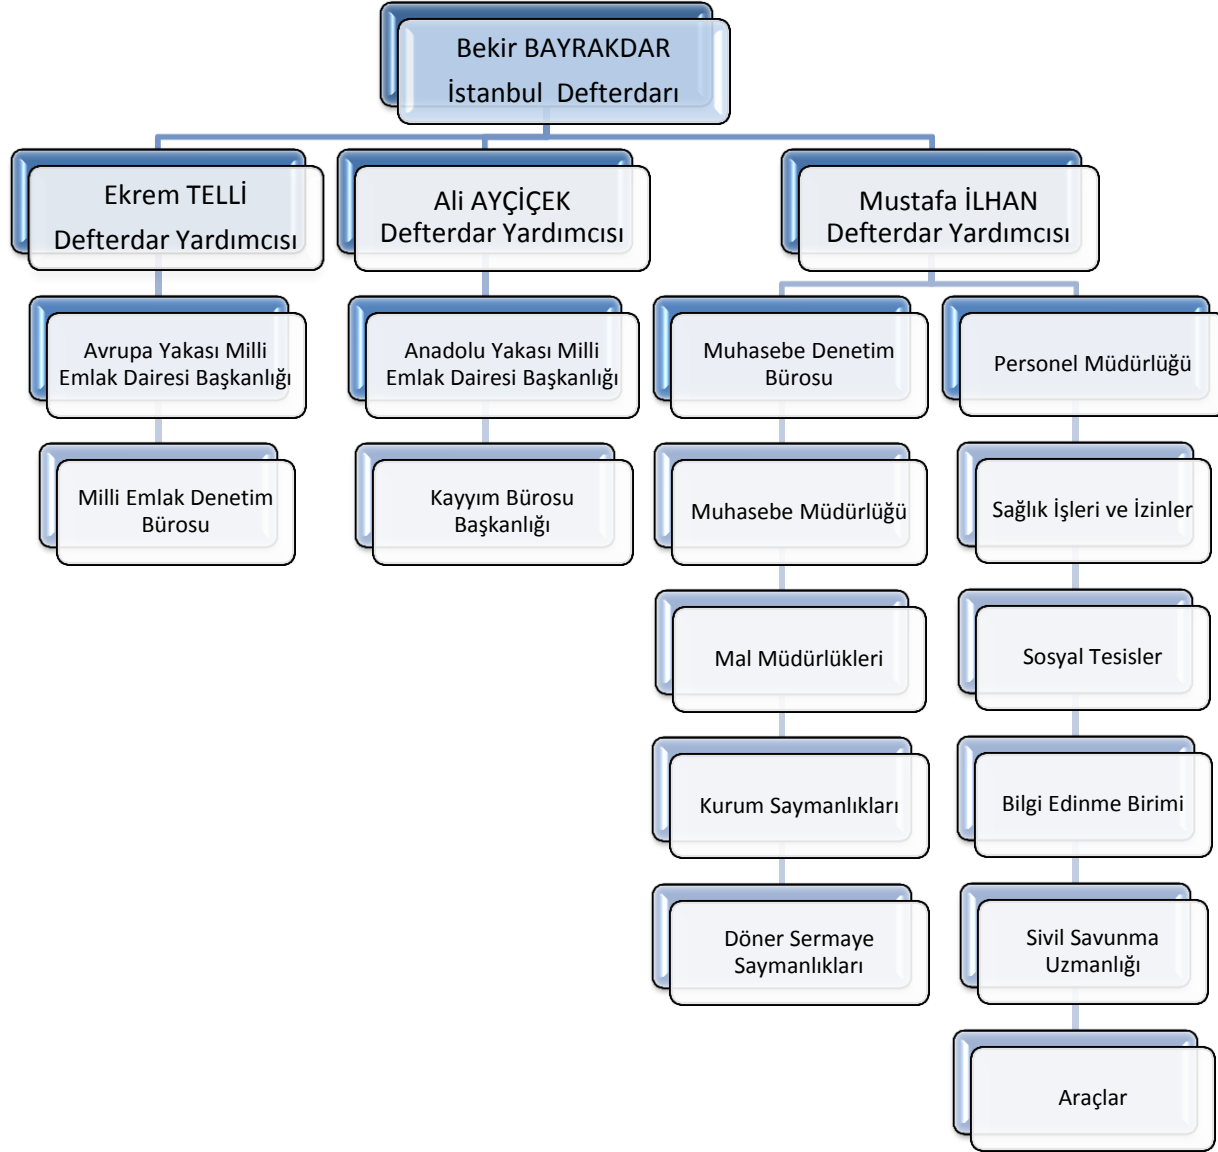 Bekir BAYRAKDAR
İstanbul Defterdarı
Ekrem TELLİ
Defterdar Yardımcısı
Ali AYÇİÇEK
Defterdar Yardımcısı
Mustafa İLHAN
Defterdar Yardımcısı
Avrupa Yakası Milli
Emlak Dairesi Başkanlığı
Anadolu Yakası Milli
Emlak Dairesi Başkanlığı
Muhasebe Denetim
Bürosu
Personel Müdürlüğü
Milli Emlak Denetim
Bürosu
Kayyım Bürosu
Başkanlığı
Muhasebe Müdürlüğü
Sağlık İşleri ve İzinler
Mal Müdürlükleri
Sosyal Tesisler
Kurum Saymanlıkları
Bilgi Edinme Birimi
Döner Sermaye
Saymanlıkları
Sivil Savunma
Uzmanlığı
Araçlar